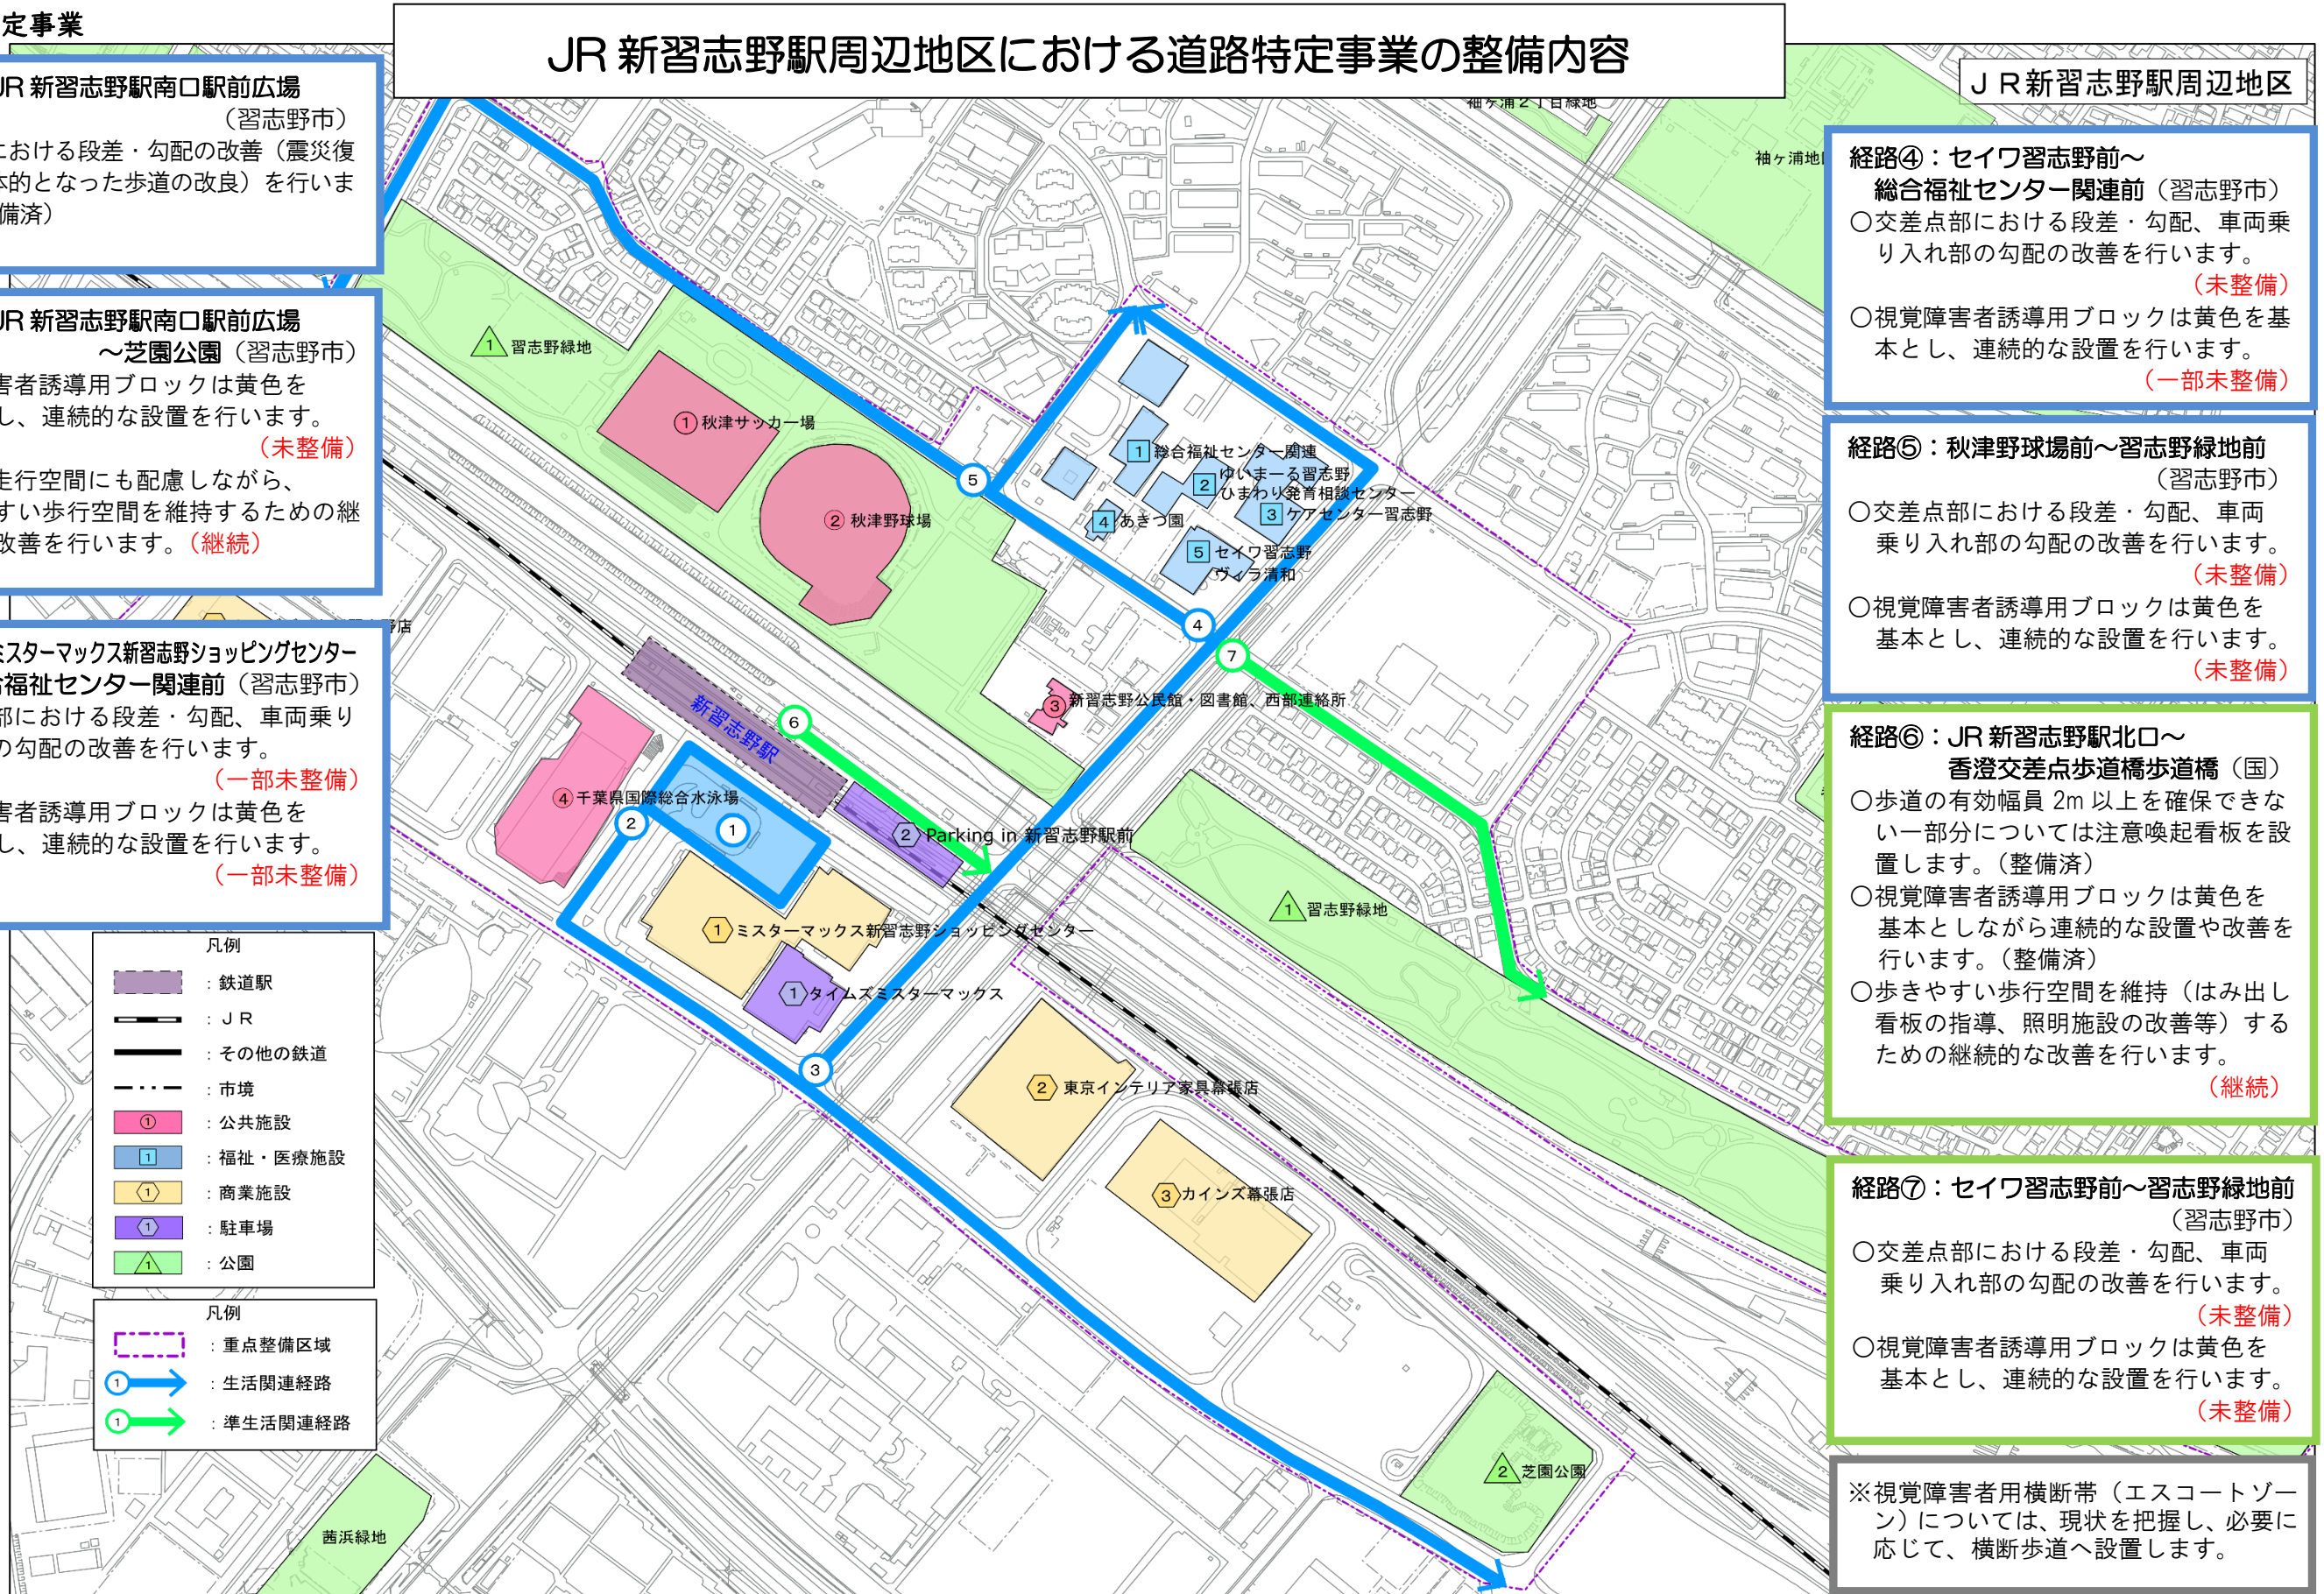 定事業
JR 新習志野駅周辺地区における道路特定事業の整備内容
JR新習志野駅周辺地区
JR 新習志野駅南口駅前広場
（習志野市）
における段差・勾配の改善（震災復
的となった歩道の改良）を行いま
備済）
JR 新習志野駅南口駅前広場
～芝園公園（習志野市）
害者誘導用ブロックは黄色を
し、連続的な設置を行います。
（未整備）
走行空間にも配慮しながら、
すい歩行空間を維持するための継
改善を行います。（継続）
野店
ミスターマックス新習志野ショッピングセンター
福祉センター関連前（習志野市）
部における段差・勾配、車両乗り
の勾配の改善を行います。
（一部未整備）
害者誘導用ブロックは黄色を
し、連続的な設置を行います。
（一部未整備）
凡例
：鉄道駅
：ＪＲ
：その他の鉄道
：市境
① ：公共施設
1 ：福祉・医療施設
1 ：商業施設
1 ：駐車場
1 ：公園
凡例
：重点整備区域
① ：生活関連経路
① ：準生活関連経路
茜浜緑地
袖ケ浦２丁目緑地
袖ケ浦地
1 習志野緑地
① 秋津サッカー場
② 秋津野球場
⑤
1 総合福祉センター関連
2 ゆいまーる習志野
ひまわり発育相談センター
3 ケアセンター習志野
4 あきつ園
5 セイワ習志野
ヴィラ清和
④
⑦
③ 新習志野公民館・図書館、西部連絡所
新習志野駅
⑥
④ 千葉県国際総合水泳場
②
①
2 Parking in 新習志野駅前
1 習志野緑地
1 ミスターマックス新習志野ショッピングセンター
1 タイムズミスターマックス
③
2 東京インテリア家具幕張店
3 カインズ幕張店
2 芝園公園
経路④：セイワ習志野前～
総合福祉センター関連前（習志野市）
○交差点部における段差・勾配、車両乗
り入れ部の勾配の改善を行います。
（未整備）
○視覚障害者誘導用ブロックは黄色を基
本とし、連続的な設置を行います。
（一部未整備）
経路⑤：秋津野球場前～習志野緑地前
（習志野市）
○交差点部における段差・勾配、車両
乗り入れ部の勾配の改善を行います。
（未整備）
○視覚障害者誘導用ブロックは黄色を
基本とし、連続的な設置を行います。
（未整備）
経路⑥：JR 新習志野駅北口～
香澄交差点歩道橋歩道橋（国）
○歩道の有効幅員 2m 以上を確保できな
い一部分については注意喚起看板を設
置します。（整備済）
○視覚障害者誘導用ブロックは黄色を
基本としながら連続的な設置や改善を
行います。（整備済）
○歩きやすい歩行空間を維持（はみ出し
看板の指導、照明施設の改善等）する
ための継続的な改善を行います。
（継続）
経路⑦：セイワ習志野前～習志野緑地前
（習志野市）
○交差点部における段差・勾配、車両
乗り入れ部の勾配の改善を行います。
（未整備）
○視覚障害者誘導用ブロックは黄色を
基本とし、連続的な設置を行います。
（未整備）
※視覚障害者用横断帯（エスコートゾー
ン）については、現状を把握し、必要に
応じて、横断歩道へ設置します。